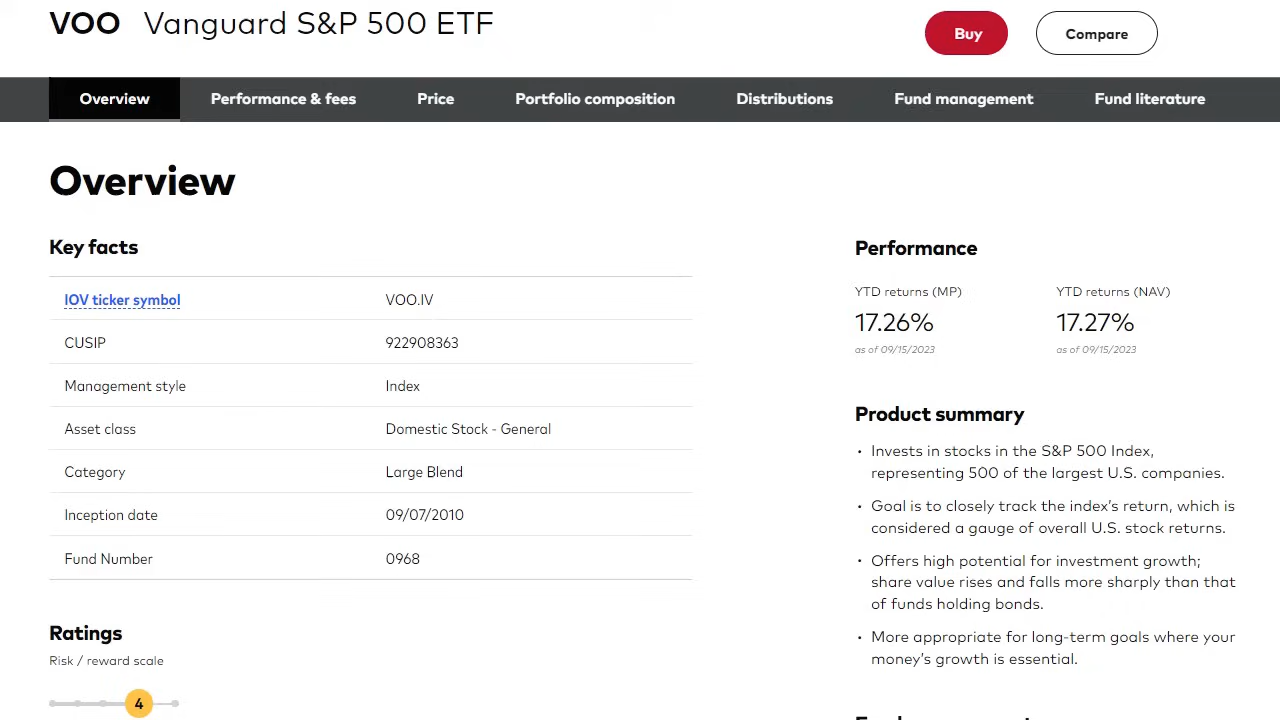 VOO Vanguard S&P 500 ETF
Buy
Compare
Overview
Performance & fees
Price
Portfolio composition
Distributions
Fund management
Fund literature
Overview
Key facts
IOV ticker symbol VOO.IV
CUSIP 922908363
Management style Index
Asset class Domestic Stock - General
Category Large Blend
Inception date 09/07/2010
Fund Number 0968
Ratings
Risk / reward scale
4
Performance
YTD returns (MP) YTD returns (NAV)
17.26% 17.27%
as of 09/15/2023 as of 09/15/2023
Product summary
• Invests in stocks in the S&P 500 Index,
representing 500 of the largest U.S. companies.
• Goal is to closely track the index’s return, which is
considered a gauge of overall U.S. stock returns.
• Offers high potential for investment growth;
share value rises and falls more sharply than that
of funds holding bonds.
• More appropriate for long-term goals where your
money’s growth is essential.